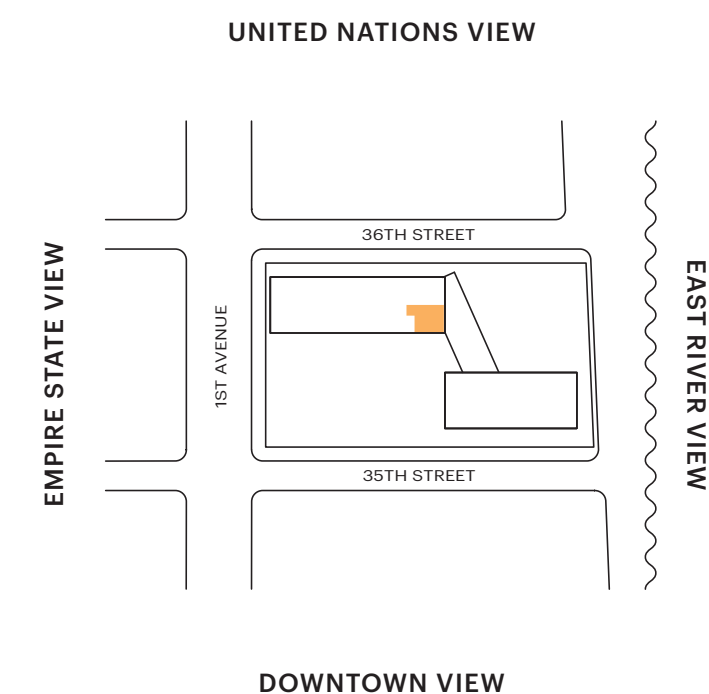 UNITED NATIONS VIEW
36TH STREET
EMPIRE STATE VIEW
1ST AVENUE
EAST RIVER VIEW
35TH STREET
DOWNTOWN VIEW